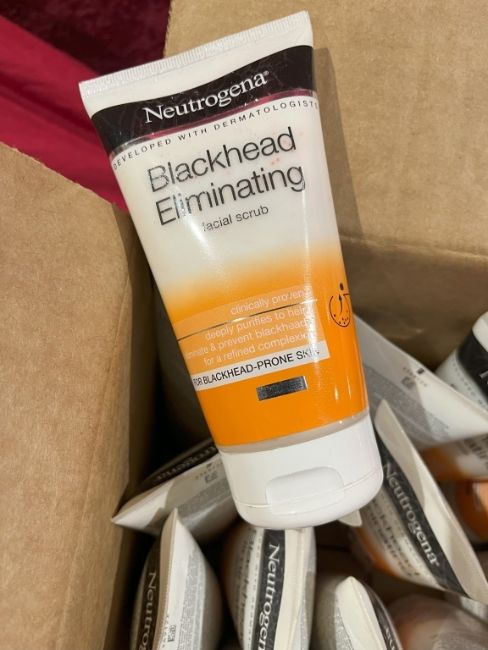 Neutrogena®
DEVELOPED WITH DERMATOLOGISTS
Blackhead
Eliminating
facial scrub
clinically proven
deeply purifies to help
eliminate & prevent blackheads
for a refined complexion
FOR BLACKHEAD-PRONE SKIN
Neutrogena
Neutrogena
Neutrogena